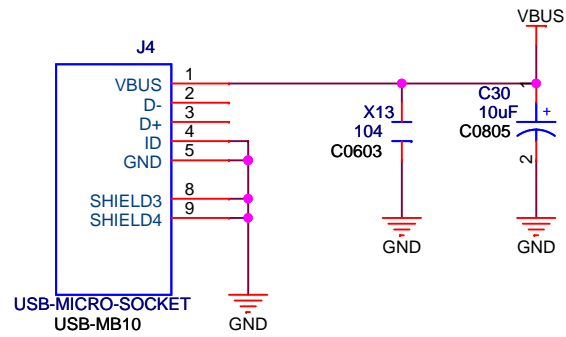 VBUS
J4
VBUS 1
D- 2
D+ 3
ID 4
GND 5
SHIELD3 8
SHIELD4 9
USB-MICRO-SOCKET
USB-MB10
GND
X13
104
C0603
GND
1
C30
10uF
+
C0805
2
GND